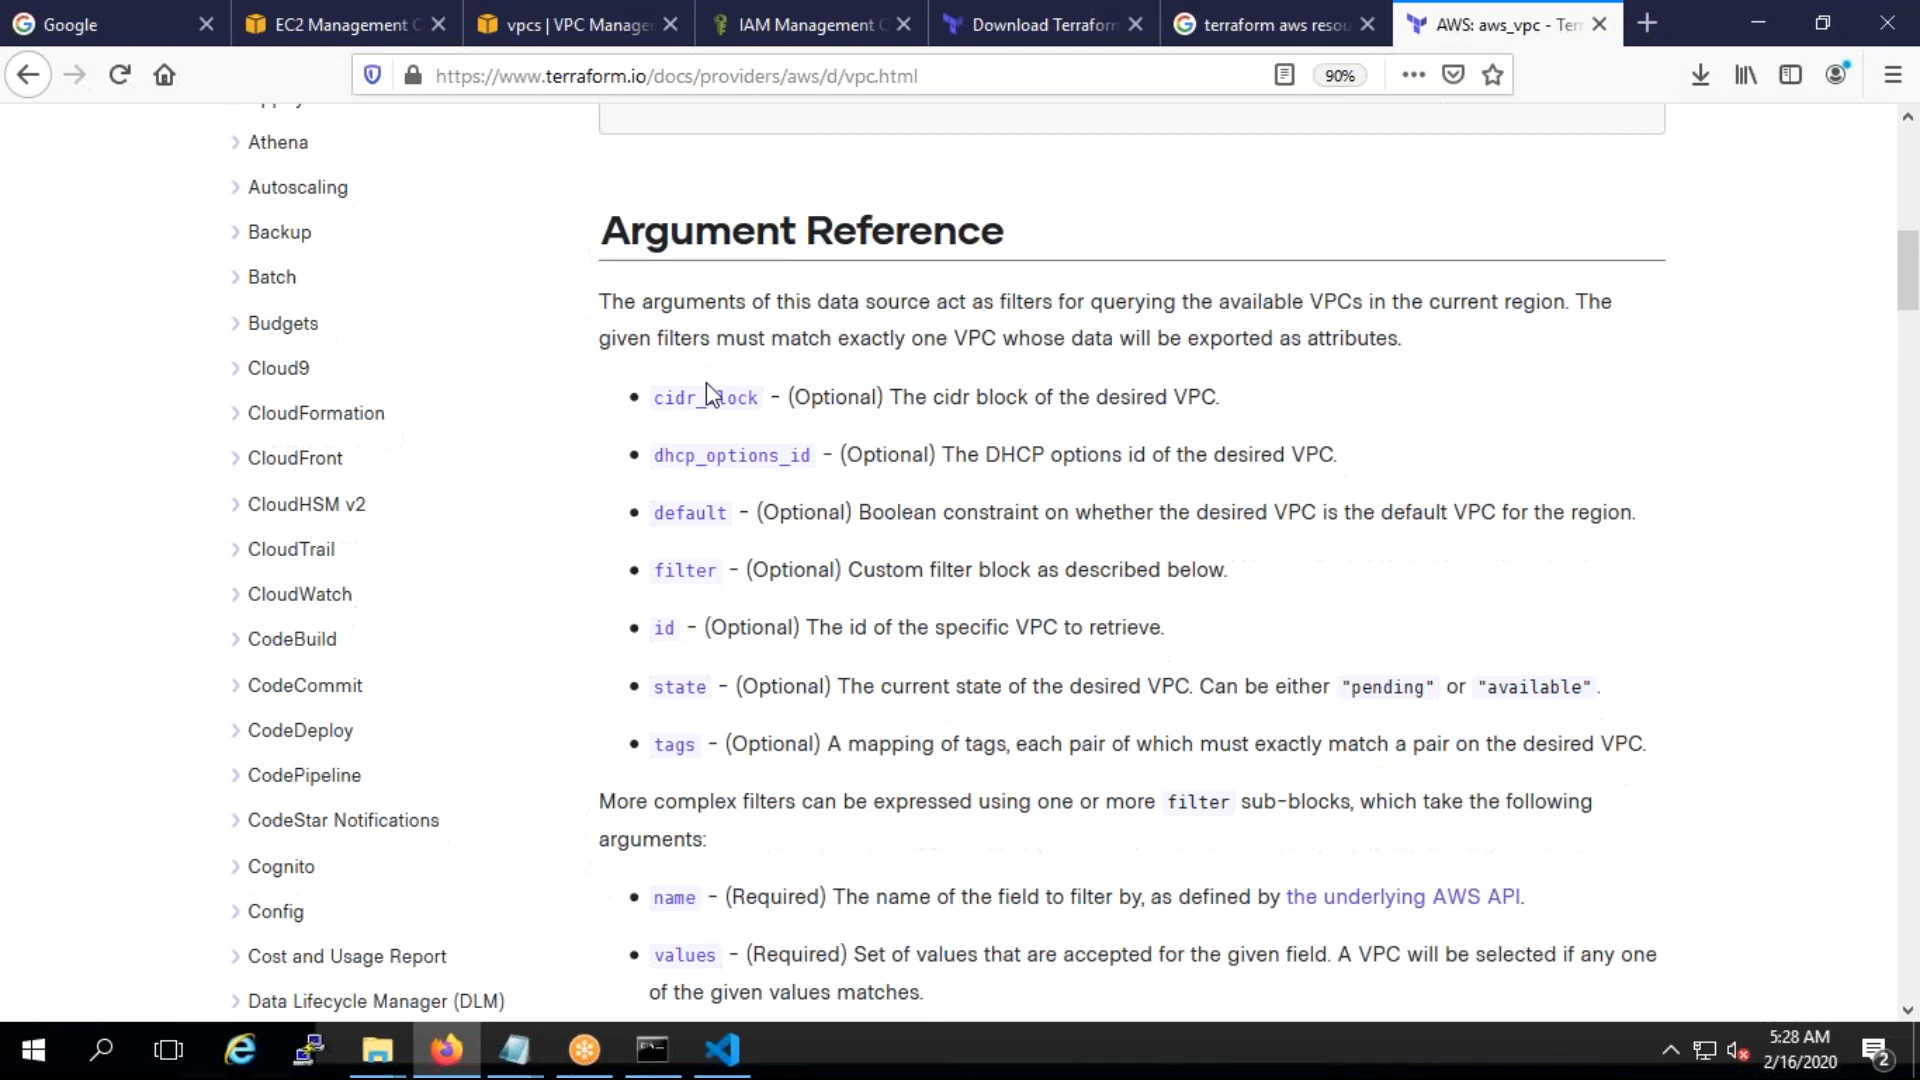 Google
EC2 Management C
vpcs | VPC Manage
IAM Management C
Download Terraform
terraform aws resou
AWS: aws_vpc - Terr
https://www.terraform.io/docs/providers/aws/d/vpc.html
90%
Athena
Autoscaling
Backup
Batch
Budgets
Cloud9
CloudFormation
CloudFront
CloudHSM v2
CloudTrail
CloudWatch
CodeBuild
CodeCommit
CodeDeploy
CodePipeline
CodeStar Notifications
Cognito
Config
Cost and Usage Report
Data Lifecycle Manager (DLM)
Argument Reference
The arguments of this data source act as filters for querying the available VPCs in the current region. The
given filters must match exactly one VPC whose data will be exported as attributes.
cidr_block - (Optional) The cidr block of the desired VPC.
dhcp_options_id - (Optional) The DHCP options id of the desired VPC.
default - (Optional) Boolean constraint on whether the desired VPC is the default VPC for the region.
filter - (Optional) Custom filter block as described below.
id - (Optional) The id of the specific VPC to retrieve.
state - (Optional) The current state of the desired VPC. Can be either "pending" or "available".
tags - (Optional) A mapping of tags, each pair of which must exactly match a pair on the desired VPC.
More complex filters can be expressed using one or more filter sub-blocks, which take the following
arguments:
name - (Required) The name of the field to filter by, as defined by the underlying AWS API.
values - (Required) Set of values that are accepted for the given field. A VPC will be selected if any one
of the given values matches.
5:28 AM
2/16/2020
2